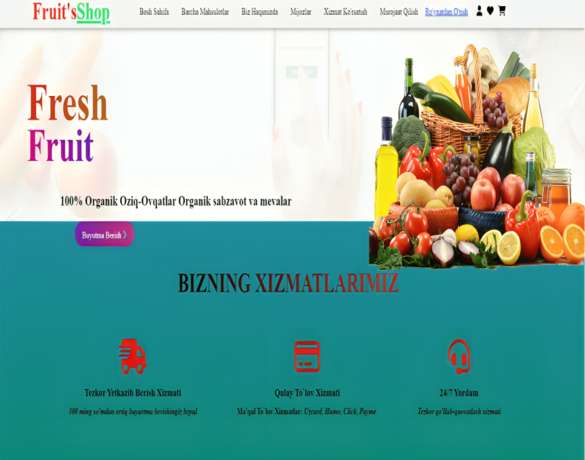 Fruit'sShop
Bosh Sahifa Barcha Mahsulotlar Biz Haqimizda Mijozlar Xizmat Ko'rsatish Murojaat Qilish Ro'yxatdan O'tish
Fresh
Fruit
100% Organik Oziq-Ovqatlar Organik sabzavot va mevalar
Buyutma Berish 〉
BIZNING XIZMATLARIMIZ
Tezkor Yetkazib Berish Xizmati
Qulay To`lov Xizmati
24/7 Yordam
300 ming so'mdan ortiq buyurtma berishingiz bepul
Ma'qul To`lov Xizmatlar: Uzcard, Humo, Click, Payme
Tezkor qo'llab-quvvatlash xizmati